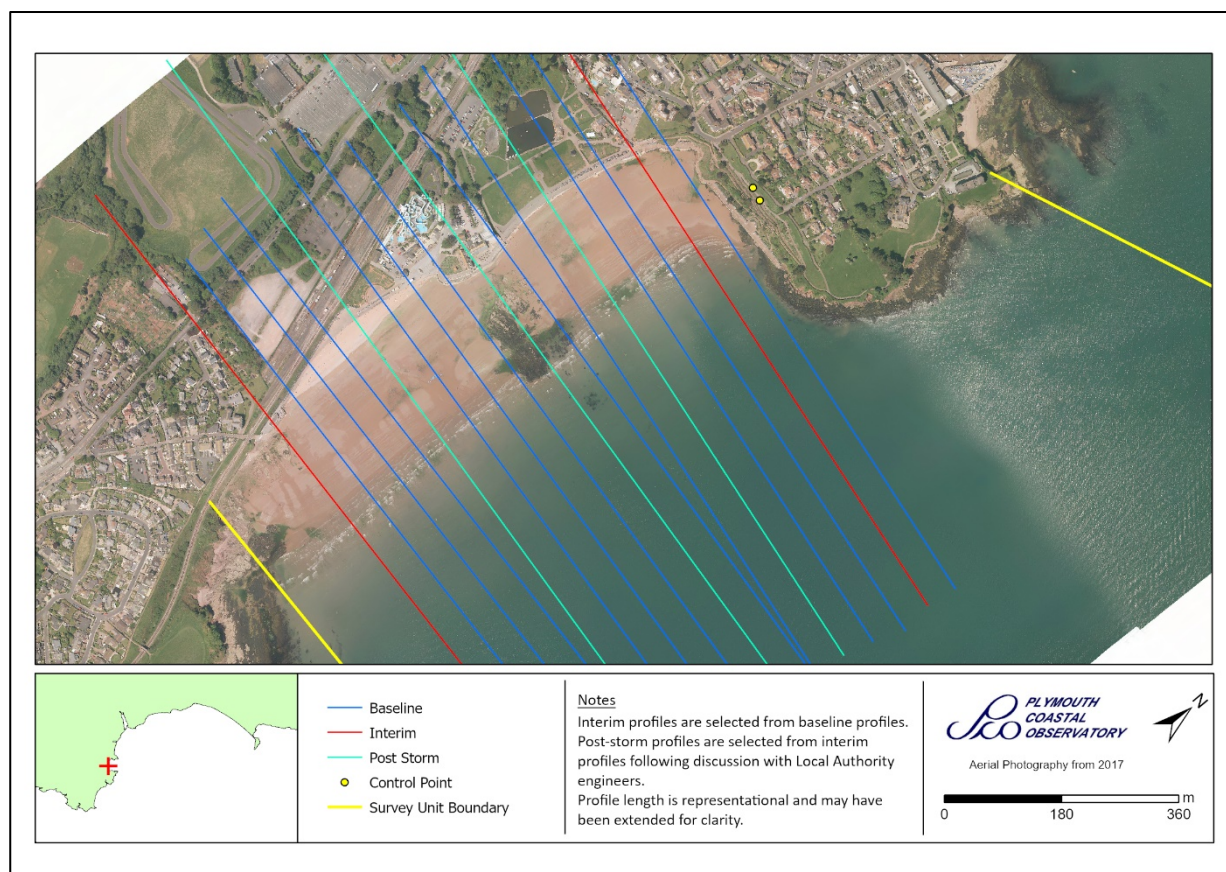 Baseline
Interim
Post Storm
Control Point
Survey Unit Boundary
Notes
Interim profiles are selected from baseline profiles.
Post-storm profiles are selected from interim
profiles following discussion with Local Authority
engineers.
Profile length is representational and may have
been extended for clarity.
PLYMOUTH
COASTAL
OBSERVATORY
N
Aerial Photography from 2017
m
0 180 360